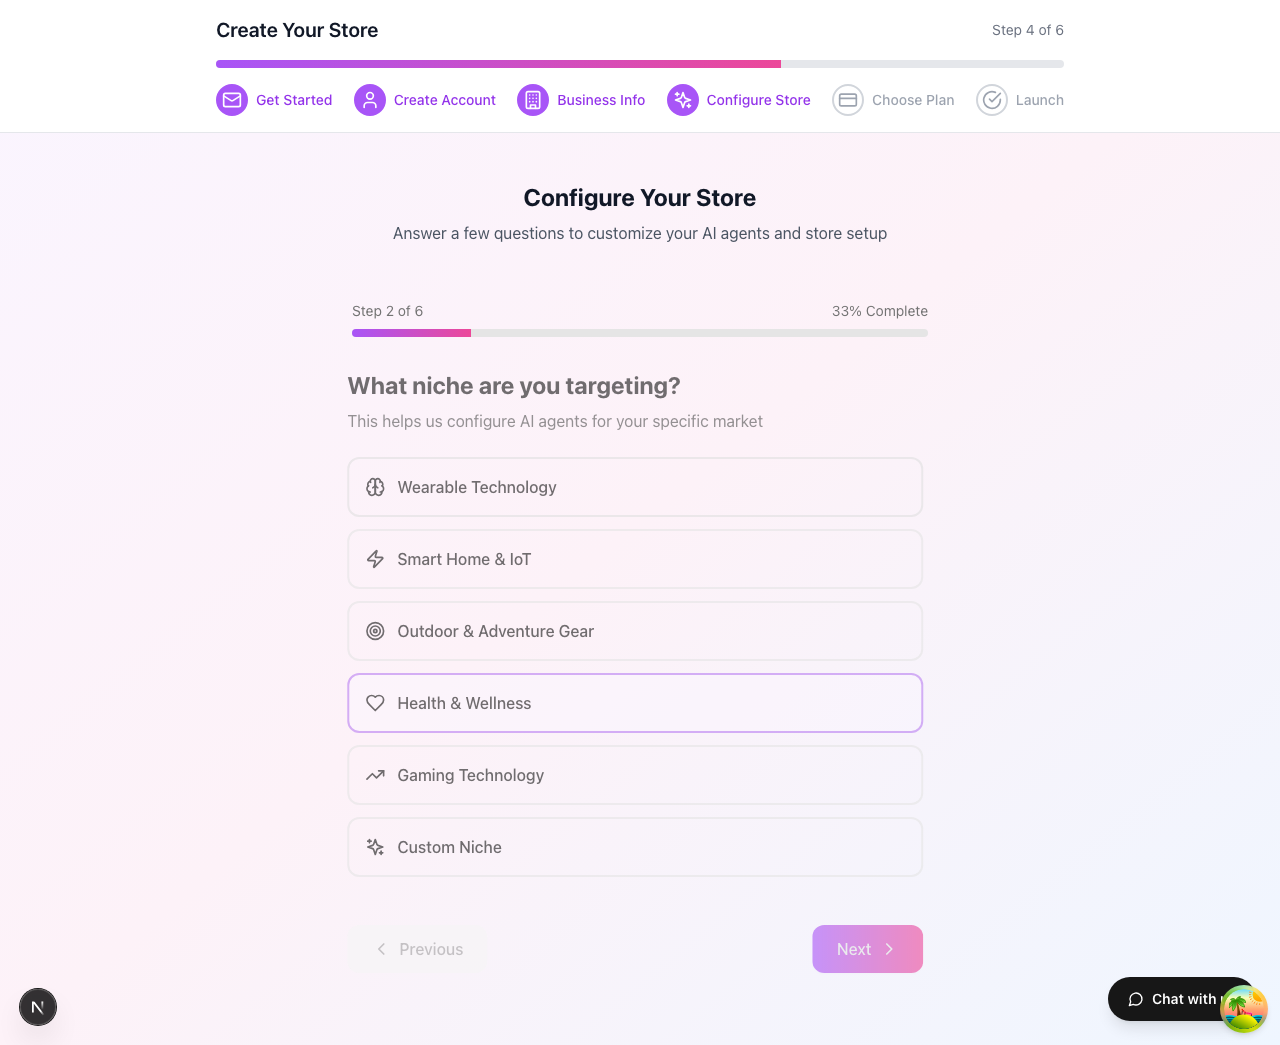 Create Your Store
Step 4 of 6
Get Started
Create Account
Business Info
Configure Store
Choose Plan
Launch
Configure Your Store
Answer a few questions to customize your AI agents and store setup
Step 2 of 6
33% Complete
What niche are you targeting?
This helps us configure AI agents for your specific market
Wearable Technology
Smart Home & IoT
Outdoor & Adventure Gear
Health & Wellness
Gaming Technology
Custom Niche
Previous
Next
N
Chat with